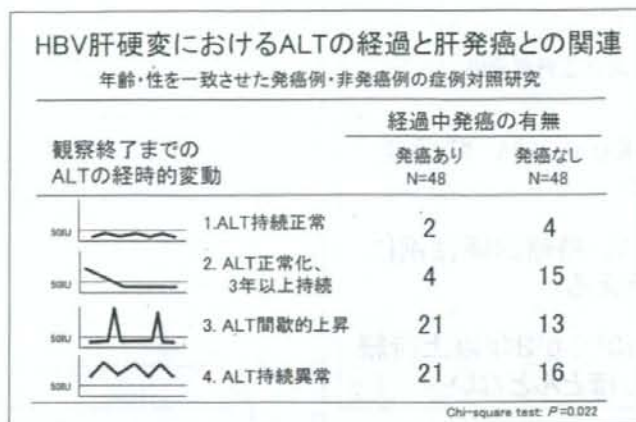 HBV肝硬変におけるALTの経過と肝発癌との関連
年齢・性を一致させた発癌例・非発癌例の症例対照研究
経過中発癌の有無
観察終了までの
ALTの経時的変動
発癌あり
N=48
発癌なし
N=48
50IU
1.ALT持続正常
2
4
50IU
2. ALT正常化、
3年以上持続
4
15
50IU
3. ALT間歇的上昇
21
13
50IU
4. ALT持続異常
21
16
Chi-square test: P=0.022